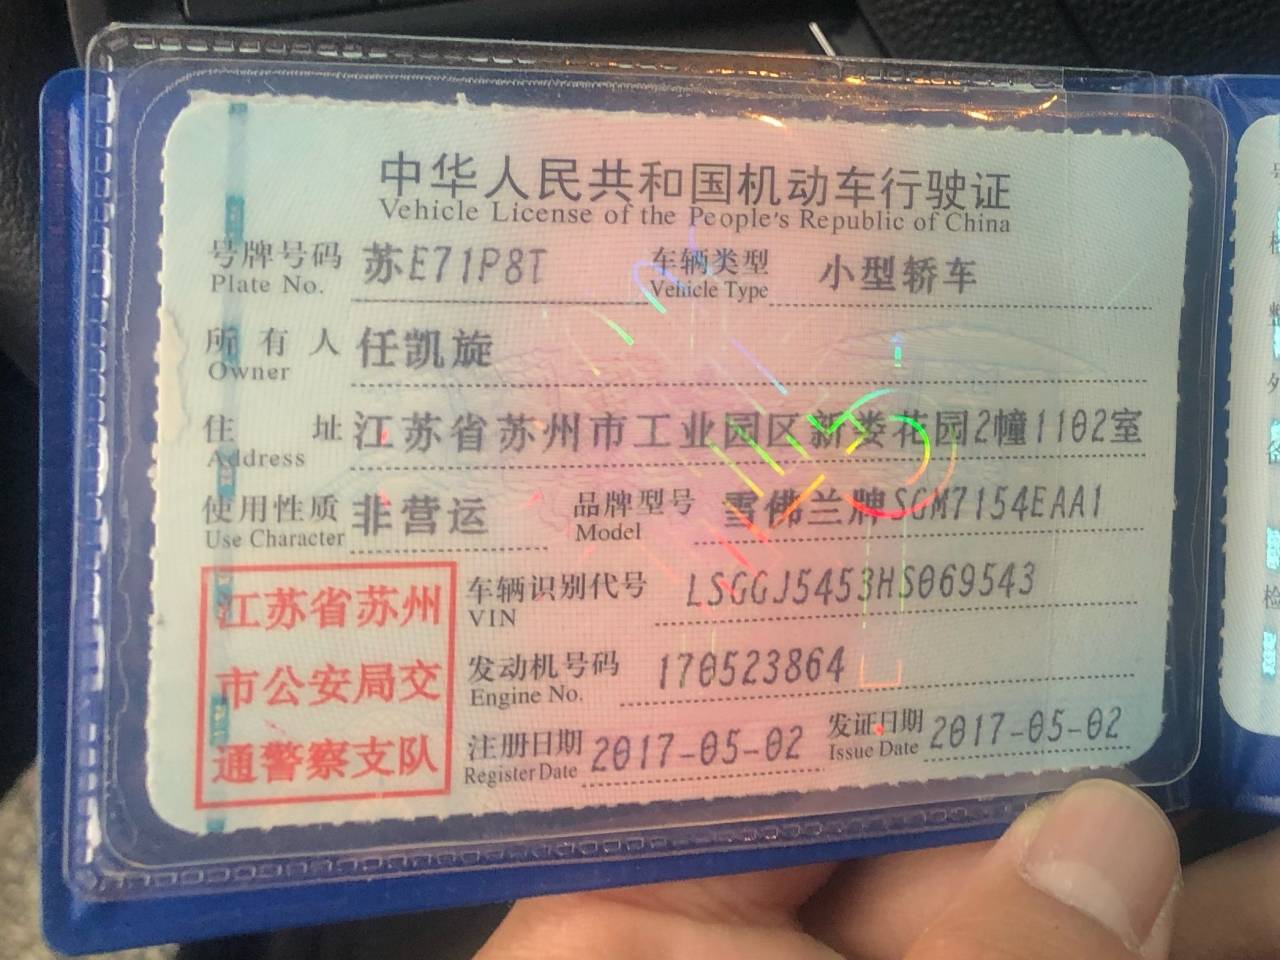 中华人民共和国机动车行驶证
Vehicle License of the People's Republic of China
号牌号码 苏E71P8T 车辆类型 小型轿车
Plate No. Vehicle Type
所有人 任凯旋
Owner
住址 江苏省苏州市工业园区新娄花园2幢1102室
Address
使用性质 非营运 品牌型号 雪佛兰牌SGM7154EAA1
Use Character Model
江苏省苏州
市公安局交
通警察支队
车辆识别代号 LSGGJ5453HS069543
VIN
发动机号码 170523864
Engine No.
注册日期 2017-05-02 发证日期 2017-05-02
Register Date Issue Date